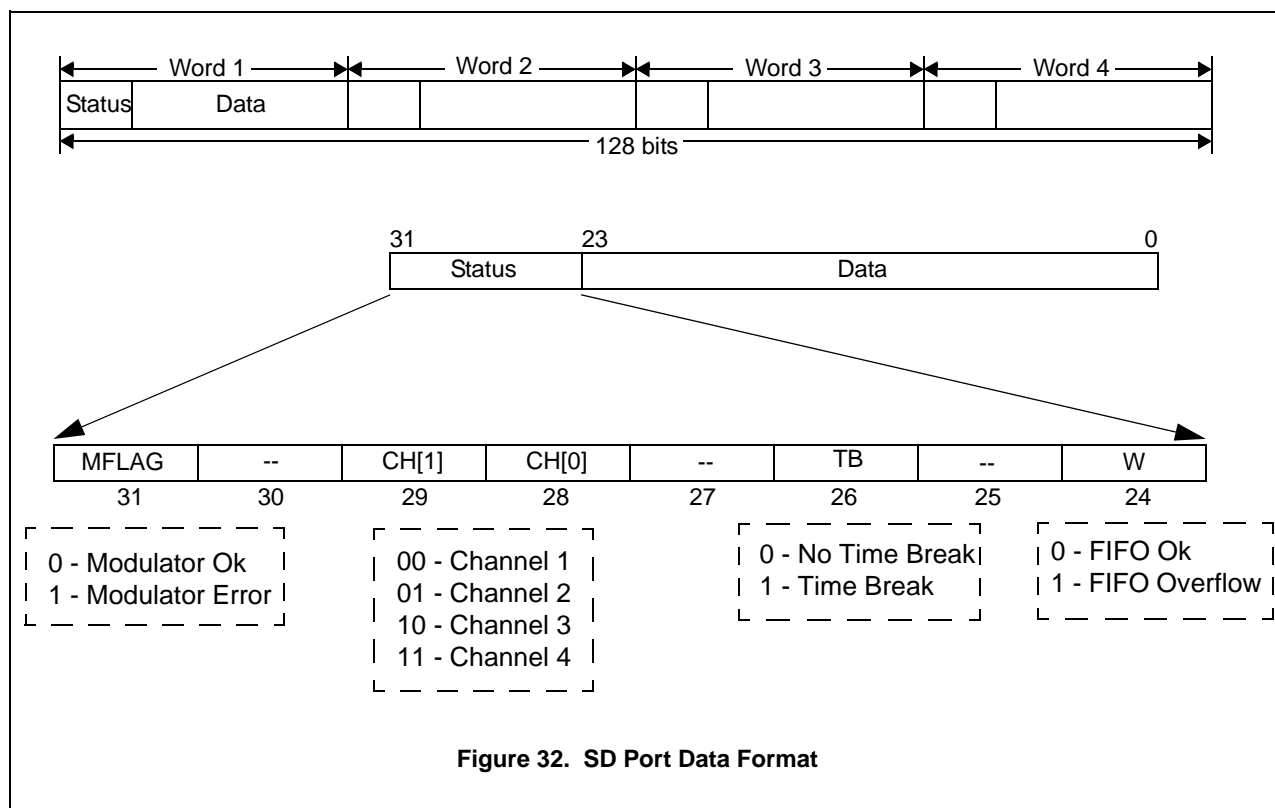 Word 1 Word 2 Word 3 Word 4
Status Data
128 bits
31 23 0
Status Data
MFLAG -- CH[1] CH[0] -- TB -- W
31 30 29 28 27 26 25 24
0 - Modulator Ok
1 - Modulator Error
00 - Channel 1
01 - Channel 2
10 - Channel 3
11 - Channel 4
0 - No Time Break
1 - Time Break
0 - FIFO Ok
1 - FIFO Overflow
Figure 32. SD Port Data Format